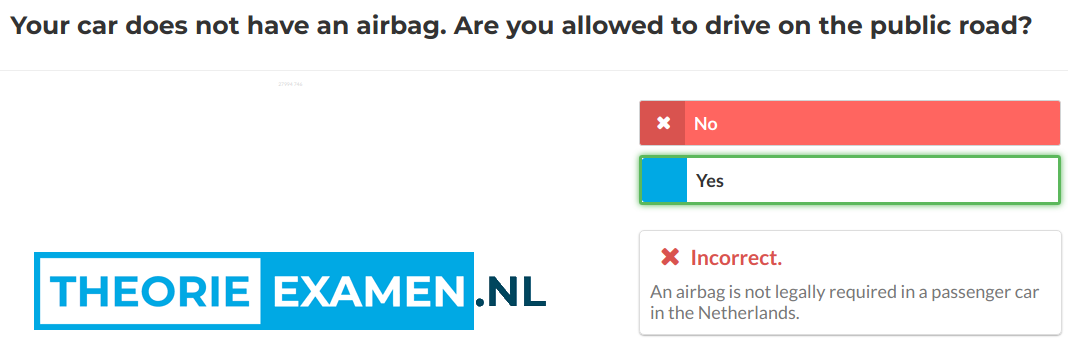 Your car does not have an airbag. Are you allowed to drive on the public road?
No
Yes
Incorrect.
An airbag is not legally required in a passenger car
in the Netherlands.
THEORIE EXAMEN.NL